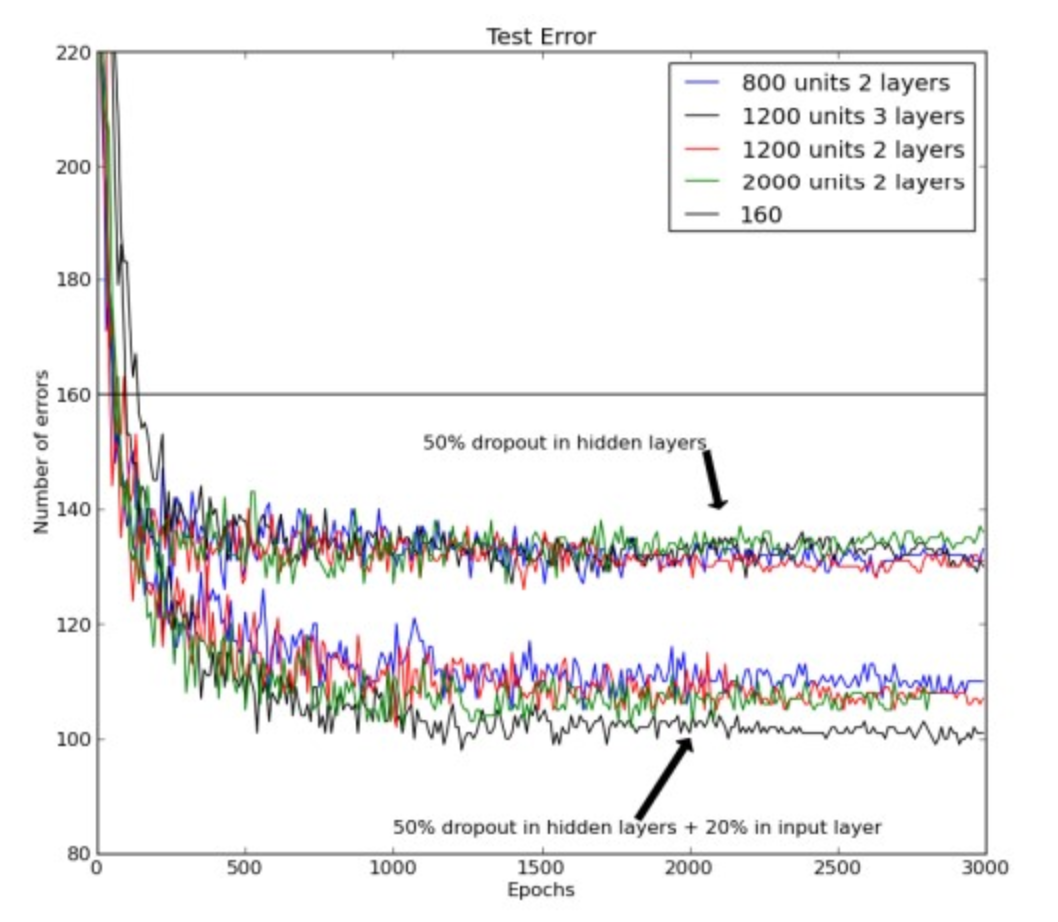 Test Error
220
200
180
160
140
120
100
80
Number of errors
800 units 2 layers
1200 units 3 layers
1200 units 2 layers
2000 units 2 layers
160
50% dropout in hidden layers
50% dropout in hidden layers + 20% in input layer
0
500
1000
1500
2000
2500
3000
Epochs